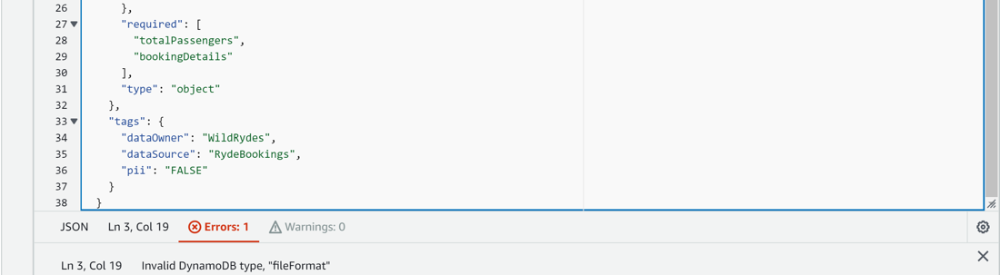 26 },
27 "required": [
28 "totalPassengers",
29 "bookingDetails"
30 ],
31 "type": "object"
32 },
33 "tags": {
34 "dataOwner": "WildRydes",
35 "dataSource": "RydeBookings",
36 "pii": "FALSE"
37 }
38 }
JSON Ln 3, Col 19 Errors: 1 Warnings: 0
Ln 3, Col 19 Invalid DynamoDB type, "fileFormat"